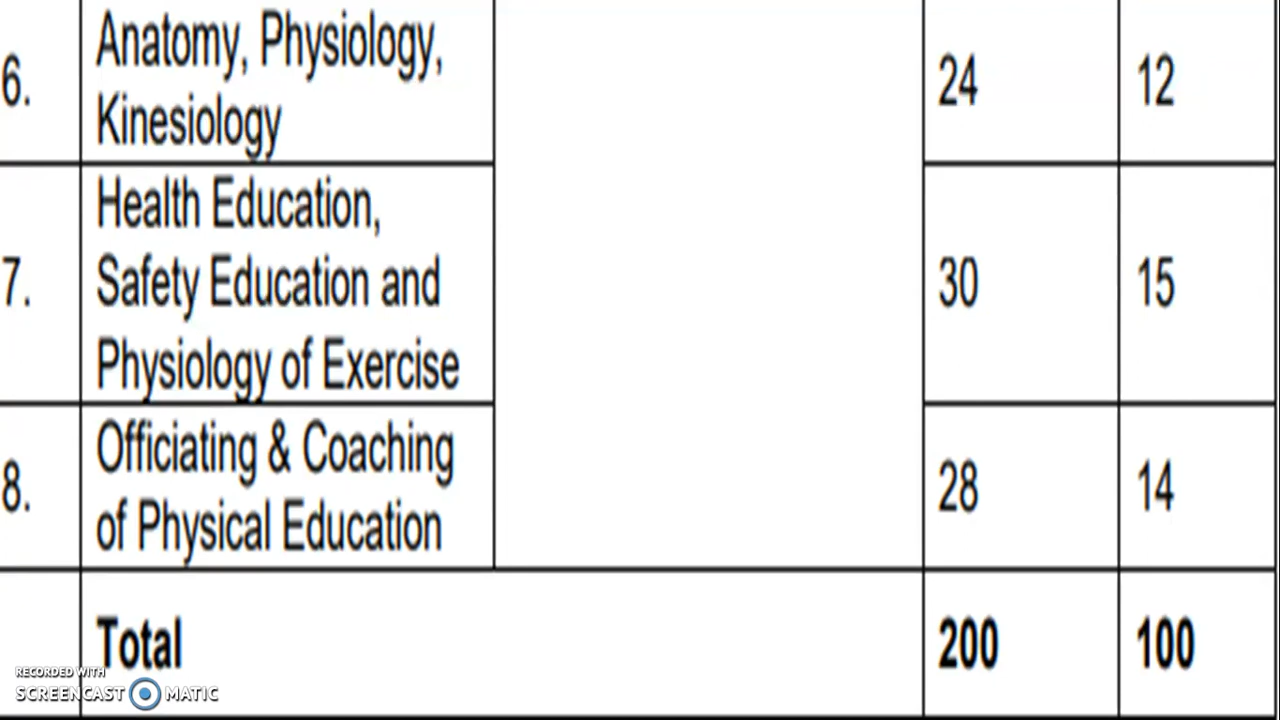 6.
Anatomy, Physiology,
Kinesiology
24
12
7.
Health Education,
Safety Education and
Physiology of Exercise
30
15
8.
Officiating & Coaching
of Physical Education
28
14
Total
200
100
RECORDED WITH
SCREENCAST MATIC